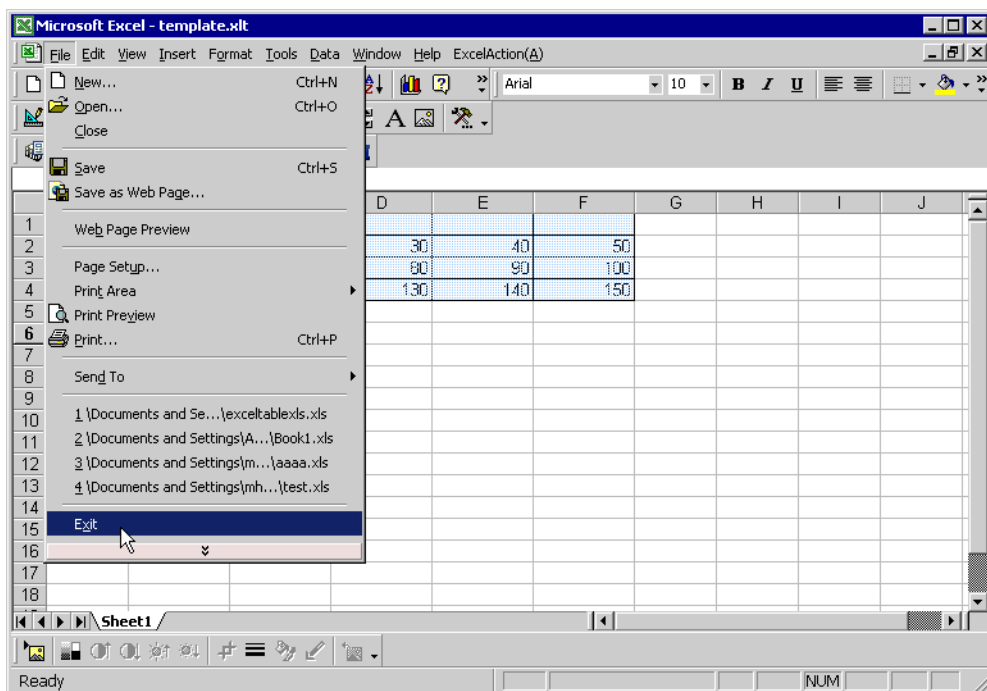 Microsoft Excel - template.xlt
File Edit View Insert Format Tools Data Window Help ExcelAction(A)
New... Ctrl+N
Open... Ctrl+O
Close
Save Ctrl+S
Save as Web Page...
Web Page Preview
Page Setup...
Print Area
Print Preview
Print... Ctrl+P
Send To
1 \Documents and Se...\exceltablexls.xls
2 \Documents and Settings\A...\Book1.xls
3 \Documents and Settings\m...\aaaa.xls
4 \Documents and Settings\mh...\test.xls
Exit
Arial 10 B I U
A
D E F G H I J
1
2 30 40 50
3 80 90 100
4 130 140 150
5
6
7
8
9
10
11
12
13
14
15
16
17
18
Sheet1
Ready NUM